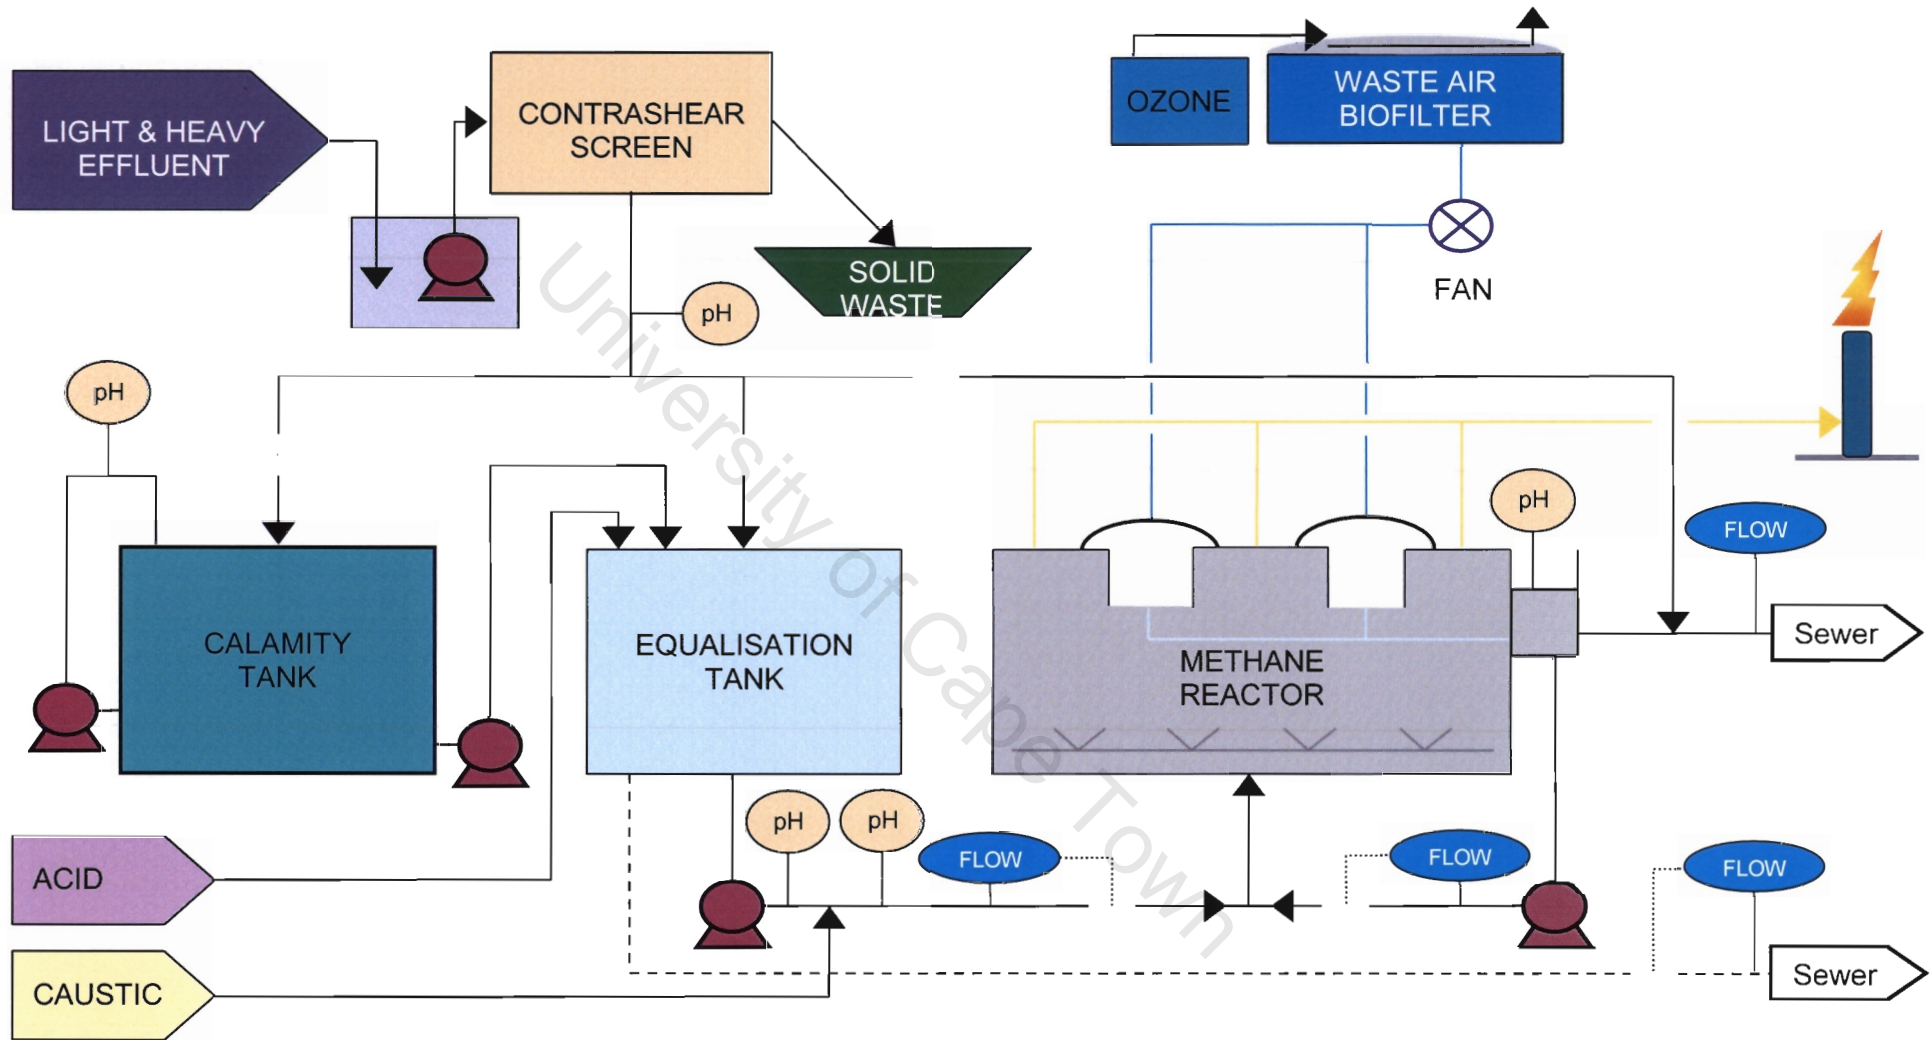 LIGHT & HEAVY
EFFLUENT
CONTRASHEAR
SCREEN
OZONE
WASTE AIR
BIOFILTER
SOLID
WASTE
FAN
pH
pH
pH
FLOW
CALAMITY
TANK
EQUALISATION
TANK
METHANE
REACTOR
Sewer
pH
pH
FLOW
FLOW
FLOW
ACID
CAUSTIC
Sewer
University of Cape Town